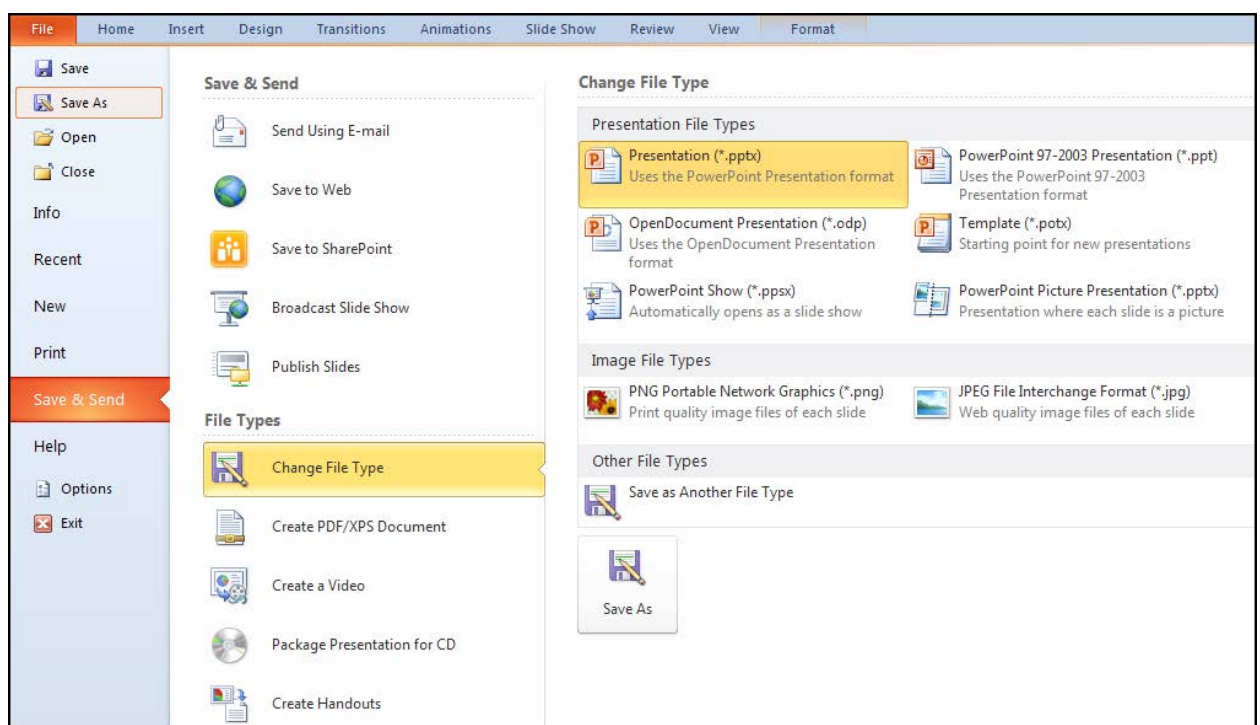 File Home Insert Design Transitions Animations Slide Show Review View Format
Save
Save As
Open
Close
Info
Recent
New
Print
Save & Send
Help
Options
Exit
Save & Send
Send Using E-mail
Save to Web
Save to SharePoint
Broadcast Slide Show
Publish Slides
File Types
Change File Type
Create PDF/XPS Document
Create a Video
Package Presentation for CD
Create Handouts
Change File Type
Presentation File Types
Presentation (*.pptx)
Uses the PowerPoint Presentation format
PowerPoint 97-2003 Presentation (*.ppt)
Uses the PowerPoint 97-2003
Presentation format
OpenDocument Presentation (*.odp)
Uses the OpenDocument Presentation
format
Template (*.potx)
Starting point for new presentations
PowerPoint Show (*.ppsx)
Automatically opens as a slide show
PowerPoint Picture Presentation (*.pptx)
Presentation where each slide is a picture
Image File Types
PNG Portable Network Graphics (*.png)
Print quality image files of each slide
JPEG File Interchange Format (*.jpg)
Web quality image files of each slide
Other File Types
Save as Another File Type
Save As